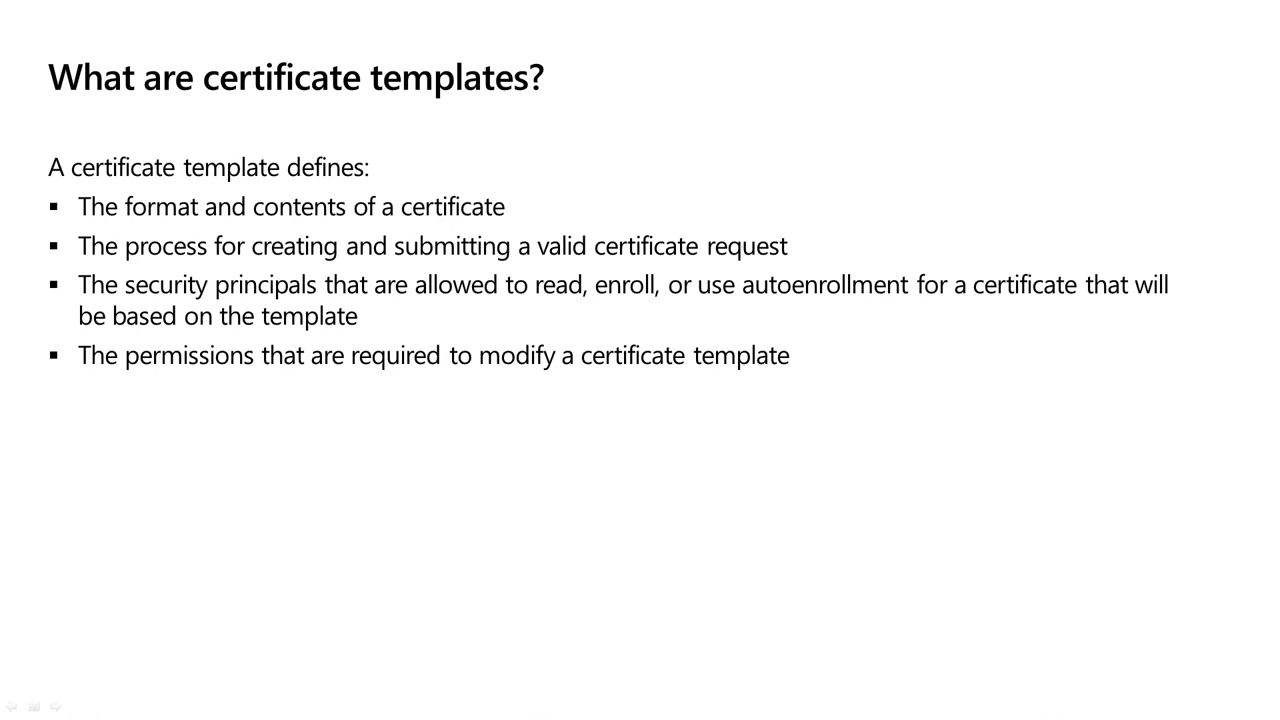 What are certificate templates?
A certificate template defines:
▪ The format and contents of a certificate
▪ The process for creating and submitting a valid certificate request
▪ The security principals that are allowed to read, enroll, or use autoenrollment for a certificate that will
be based on the template
▪ The permissions that are required to modify a certificate template